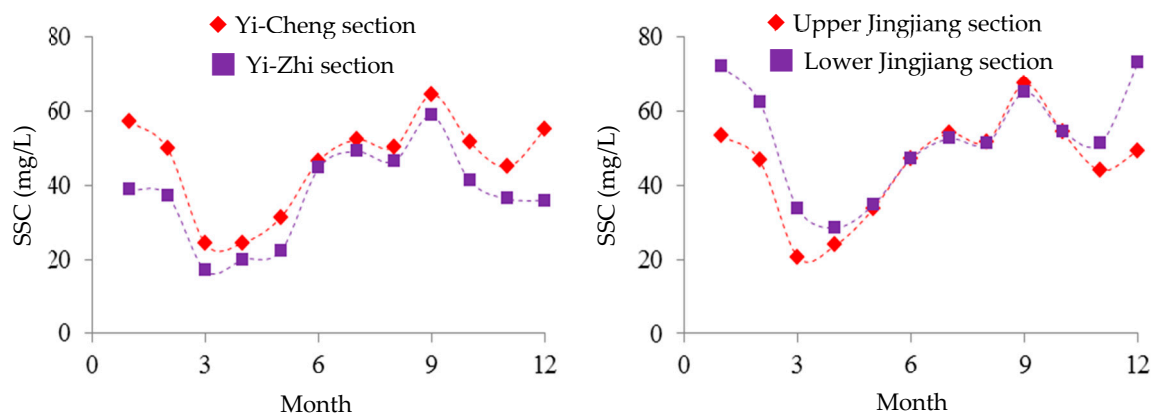 Yi-Cheng section
Yi-Zhi section
80
60
40
20
0
SSC (mg/L)
0 3 6 9 12
Month
Upper Jingjiang section
Lower Jingjiang section
80
60
40
20
0
SSC (mg/L)
0 3 6 9 12
Month